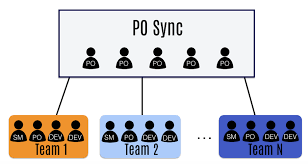 PO Sync
PO PO PO PO PO
SM PO DEV DEV
Team 1
SM PO DEV DEV
Team 2
...
SM PO DEV DEV
Team N